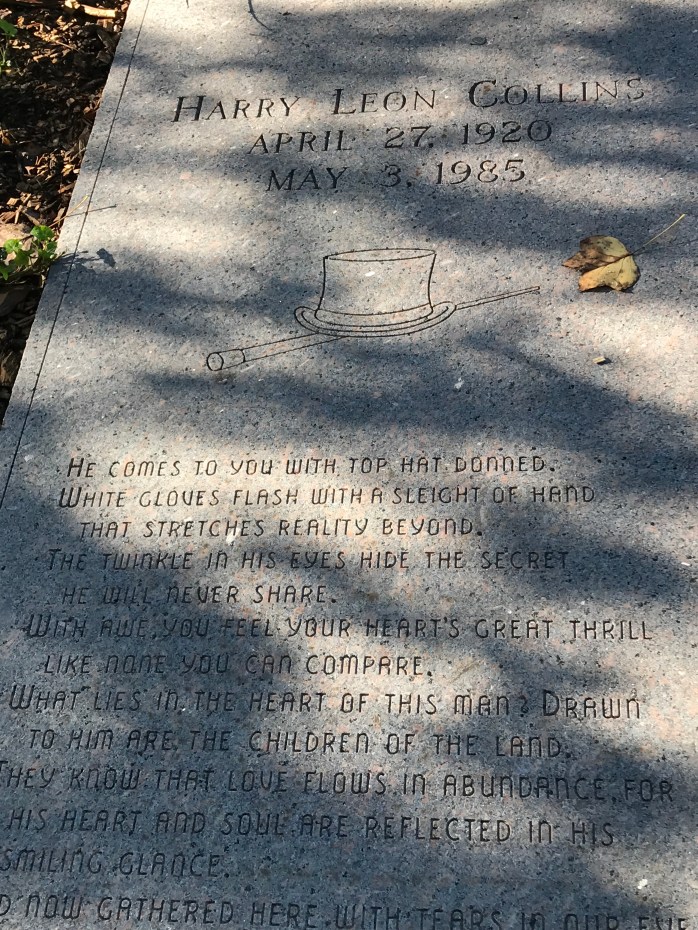 HARRY LEON COLLINS
APRIL 27, 1920
MAY 3, 1985
HE COMES TO YOU WITH TOP HAT DONNED.
WHITE GLOVES FLASH WITH A SLEIGHT OF HAND
THAT STRETCHES REALITY BEYOND.
THE TWINKLE IN HIS EYES HIDE THE SECRET
HE WILL NEVER SHARE.
WITH AWE, YOU FEEL YOUR HEART'S GREAT THRILL
LIKE NONE YOU CAN COMPARE.
WHAT LIES IN THE HEART OF THIS MAN? DRAWN
TO HIM ARE THE CHILDREN OF THE LAND.
THEY KNOW THAT LOVE FLOWS IN ABUNDANCE, FOR
HIS HEART AND SOUL ARE REFLECTED IN HIS
SMILING GLANCE.
NOW GATHERED HERE, WITH TEARS IN OUR